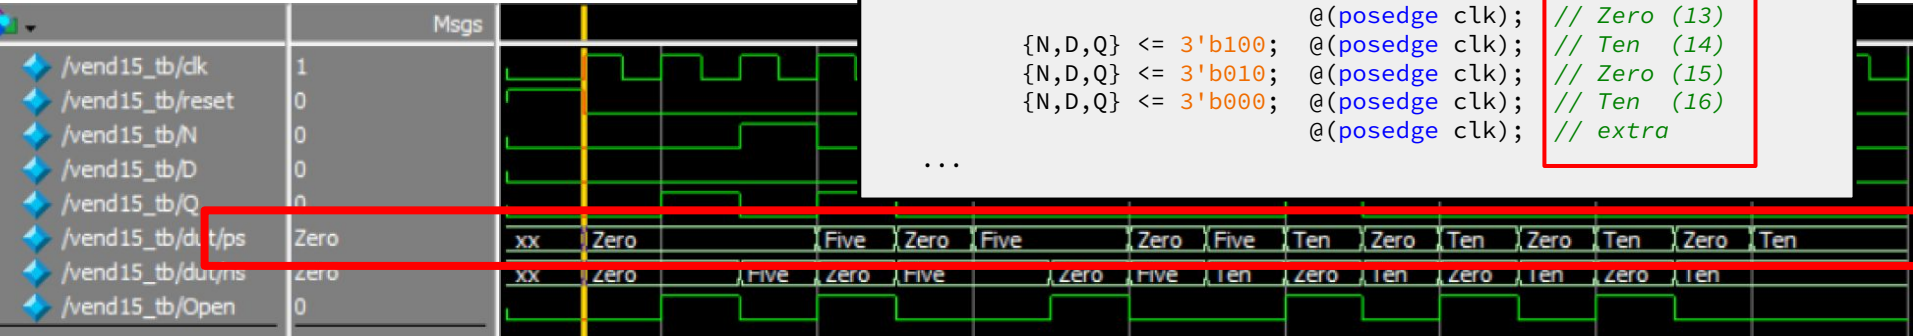 Msgs
@(posedge clk); // Zero (13)
{N,D,Q} <= 3'b100; @(posedge clk); // Ten (14)
{N,D,Q} <= 3'b010; @(posedge clk); // Zero (15)
{N,D,Q} <= 3'b000; @(posedge clk); // Ten (16)
@(posedge clk); // extra
...
/vend15_tb/clk 1
/vend15_tb/reset 0
/vend15_tb/N 0
/vend15_tb/D 0
/vend15_tb/Q 0
/vend15_tb/dut/ps Zero xx Zero Five Zero Five Zero Five Ten Zero Ten Zero Ten Zero Ten
/vend15_tb/dut/ns Zero xx Zero Five Zero Five Zero Five Ten Zero Ten Zero Ten Zero Ten
/vend15_tb/Open 0